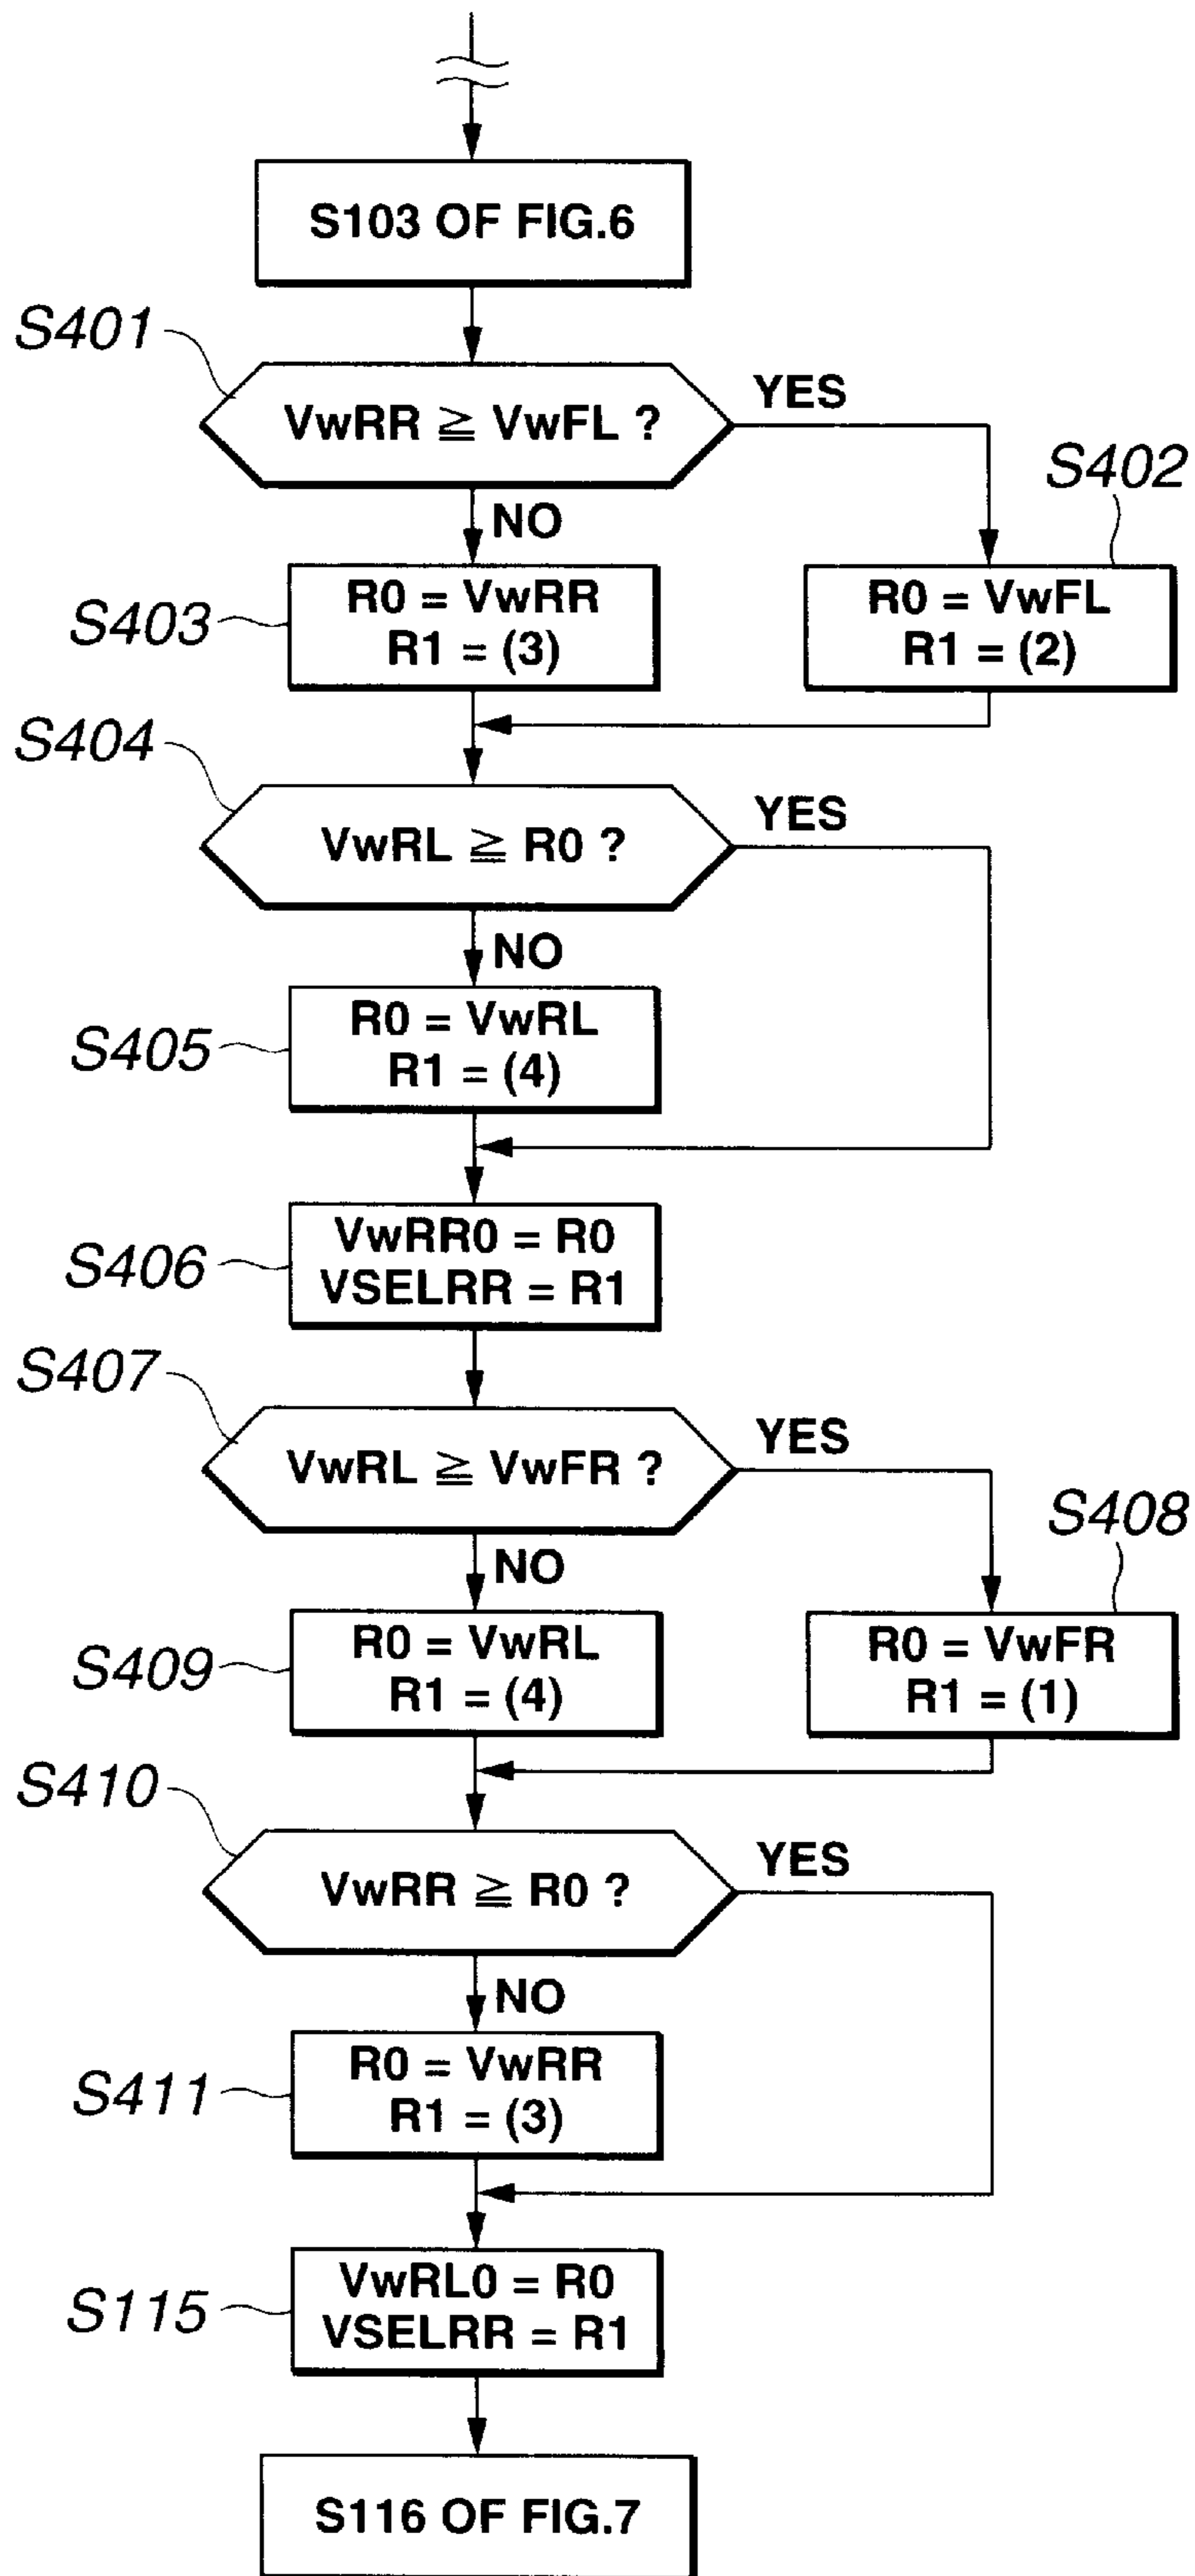 S103 OF FIG.6
S401
VwRR ≧ VwFL ?
YES
NO
S402
S403
R0 = VwRR
R1 = (3)
R0 = VwFL
R1 = (2)
S404
VwRL ≧ R0 ?
YES
NO
S405
R0 = VwRL
R1 = (4)
S406
VwRR0 = R0
VSELRR = R1
S407
VwRL ≧ VwFR ?
YES
NO
S408
S409
R0 = VwRL
R1 = (4)
R0 = VwFR
R1 = (1)
S410
VwRR ≧ R0 ?
YES
NO
S411
R0 = VwRR
R1 = (3)
S115
VwRL0 = R0
VSELRR = R1
S116 OF FIG.7